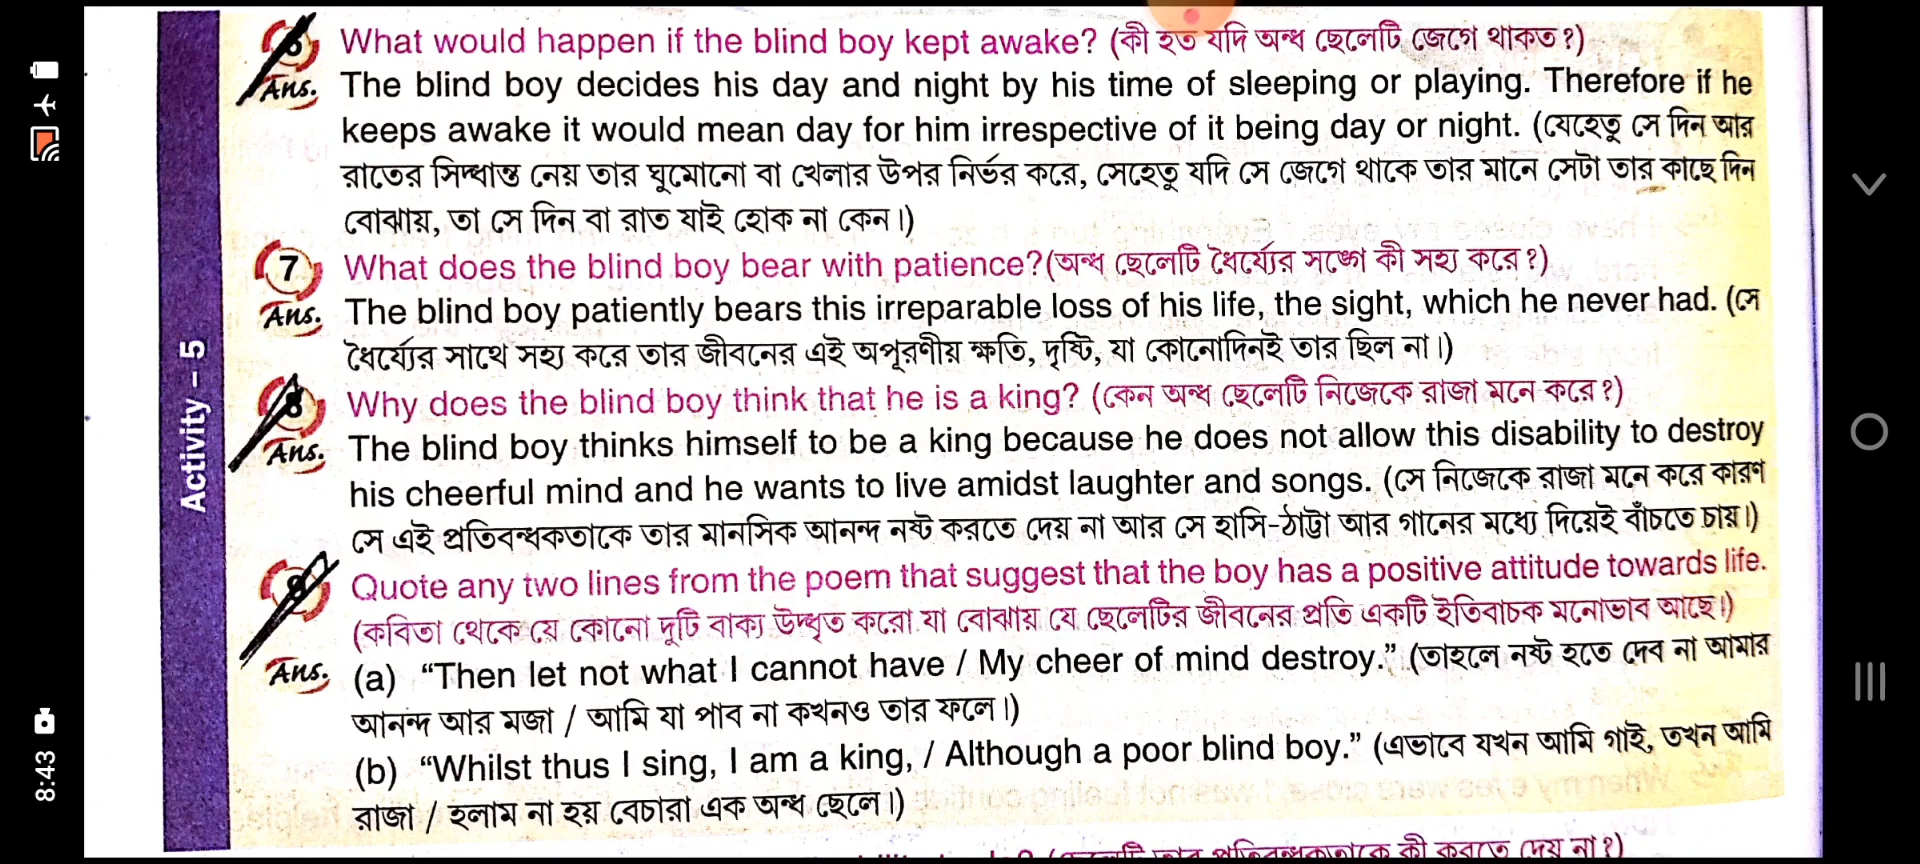 6 What would happen if the blind boy kept awake? (কী হত যদি অন্ধ ছেলেটি জেগে থাকত?)
Ans. The blind boy decides his day and night by his time of sleeping or playing. Therefore if he
keeps awake it would mean day for him irrespective of it being day or night. (যেহেতু সে দিন আর
রাতের সিদ্ধান্ত নেয় তার ঘুমোনো বা খেলার উপর নির্ভর করে, সেহেতু যদি সে জেগে থাকে তার মানে সেটা তার কাছে দিন
বোঝায়, তা সে দিন বা রাত যাই হোক না কেন।)
7 What does the blind boy bear with patience?(অন্ধ ছেলেটি ধৈর্য্যের সঙ্গে কী সহ্য করে?)
Ans. The blind boy patiently bears this irreparable loss of his life, the sight, which he never had. (সে
ধৈর্য্যের সাথে সহ্য করে তার জীবনের এই অপূরণীয় ক্ষতি, দৃষ্টি, যা কোনোদিনই তার ছিল না।)
8 Why does the blind boy think that he is a king? (কেন অন্ধ ছেলেটি নিজেকে রাজা মনে করে?)
Ans. The blind boy thinks himself to be a king because he does not allow this disability to destroy
his cheerful mind and he wants to live amidst laughter and songs. (সে নিজেকে রাজা মনে করে কারণ
সে এই প্রতিবন্ধকতাকে তার মানসিক আনন্দ নষ্ট করতে দেয় না আর সে হাসি-ঠাট্টা আর গানের মধ্যে দিয়েই বাঁচতে চায়।)
9 Quote any two lines from the poem that suggest that the boy has a positive attitude towards life.
(কবিতা থেকে যে কোনো দুটি বাক্য উদ্ধৃত করো যা বোঝায় যে ছেলেটির জীবনের প্রতি একটি ইতিবাচক মনোভাব আছে।)
Ans. (a) “Then let not what I cannot have / My cheer of mind destroy.” (তাহলে নষ্ট হতে দেব না আমার
আনন্দ আর মজা / আমি যা পাব না কখনও তার ফলে।)
(b) “Whilst thus I sing, I am a king, / Although a poor blind boy.” (এভাবে যখন আমি গাই, তখন আমি
রাজা / হলাম না হয় বেচারা এক অন্ধ ছেলে।)
(ছেলেটি তার প্রতিবন্ধকতাকে কী করতে দেয় না?)
Activity – 5
8:43